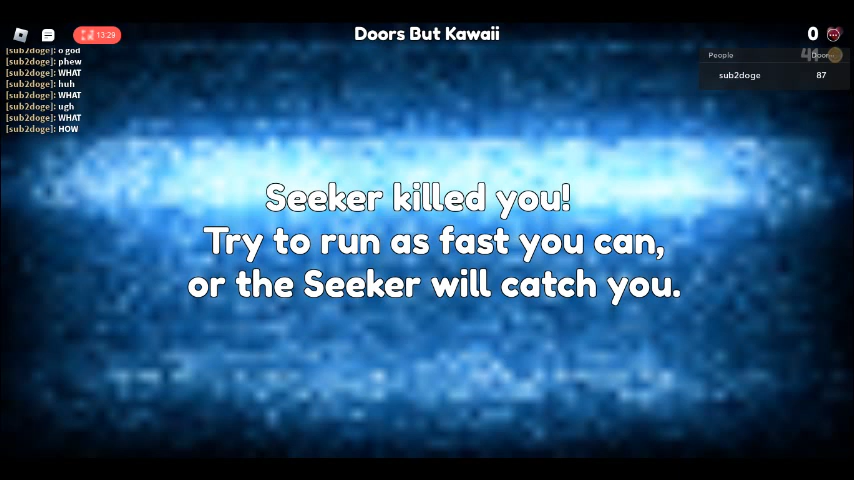 13:29
Doors But Kawaii
0
[sub2doge]: o god
[sub2doge]: phew
[sub2doge]: WHAT
[sub2doge]: huh
[sub2doge]: WHAT
[sub2doge]: ugh
[sub2doge]: WHAT
[sub2doge]: HOW
People
sub2doge 87
Seeker killed you!
Try to run as fast you can,
or the Seeker will catch you.